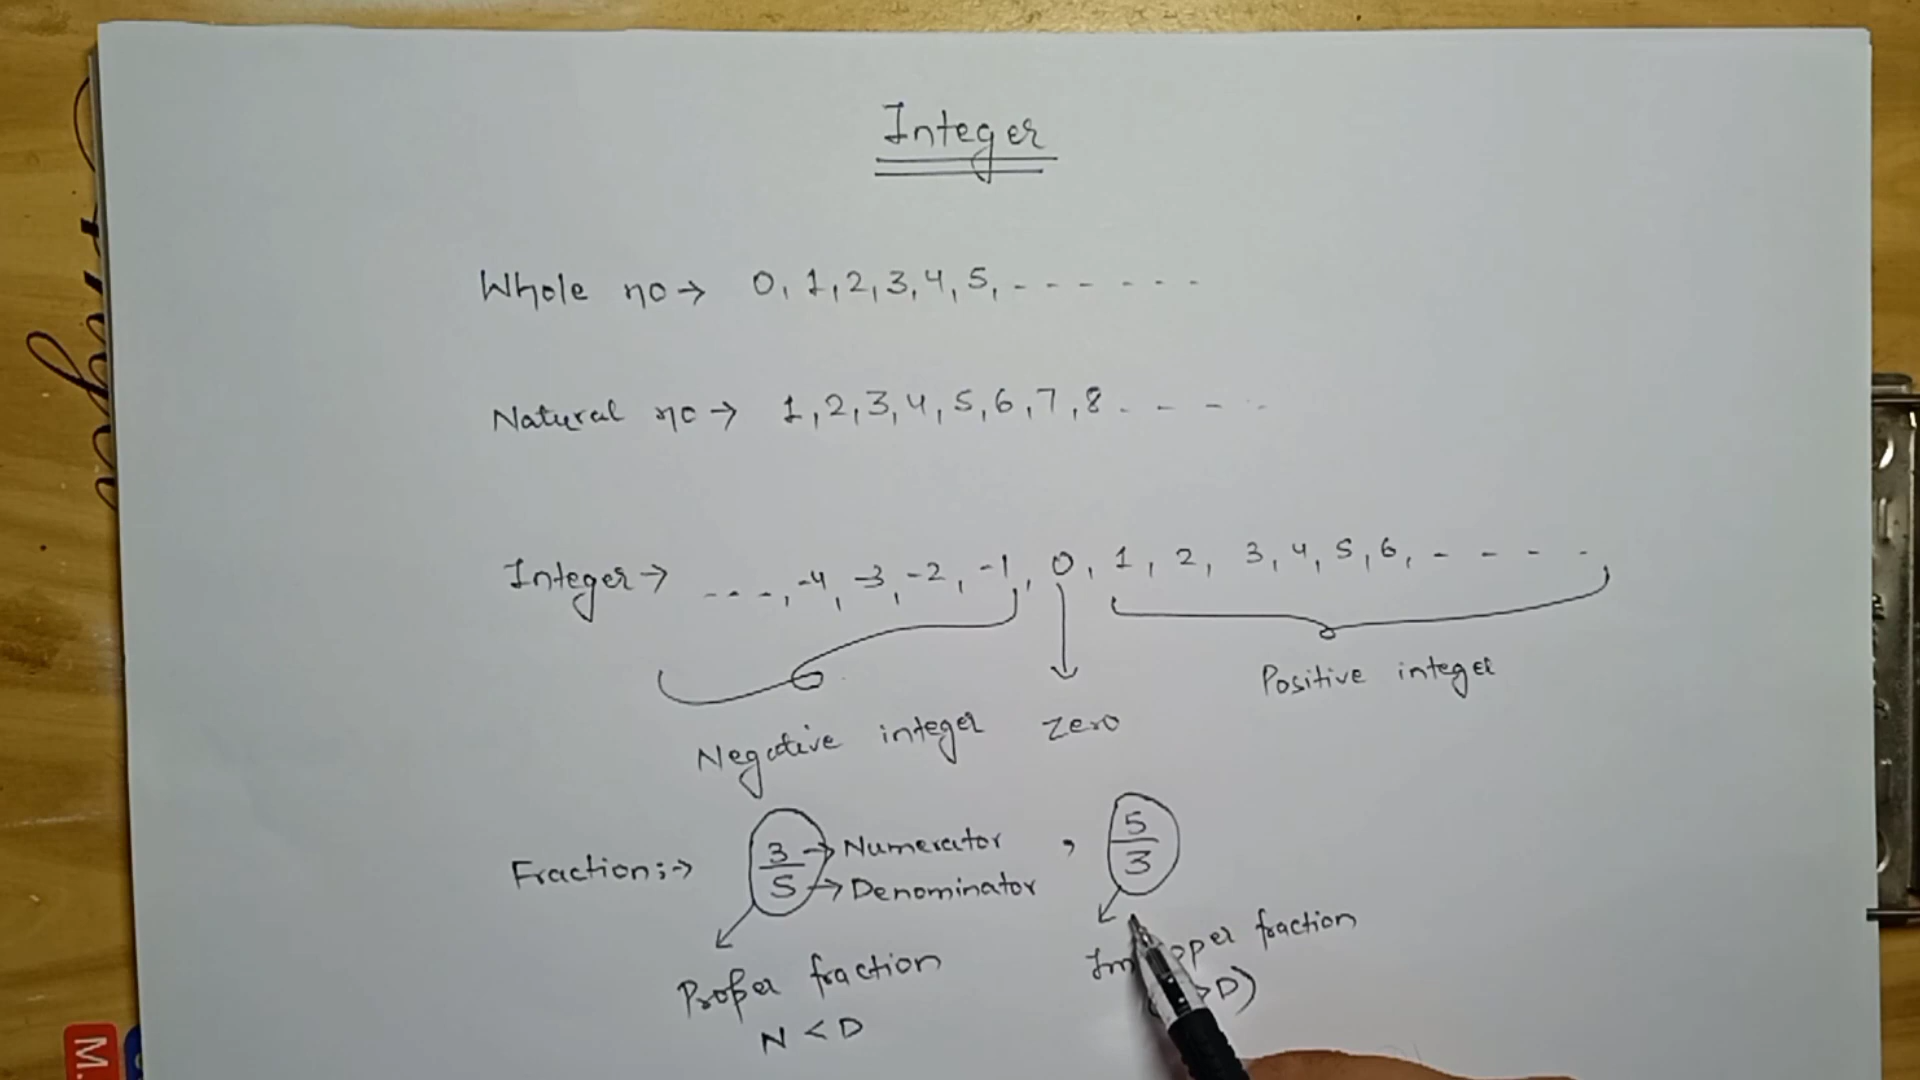 Integer
Whole no → 0, 1, 2, 3, 4, 5, - - - - - -
Natural no → 1, 2, 3, 4, 5, 6, 7, 8 - - - -
Integer → - - -, -4, -3, -2, -1, 0, 1, 2, 3, 4, 5, 6, - - - -
Negative integer Zero Positive integer
Fraction :→ 3/5 → Numerator → Denominator , 5/3
Proper fraction fraction
N < D >D)
M.